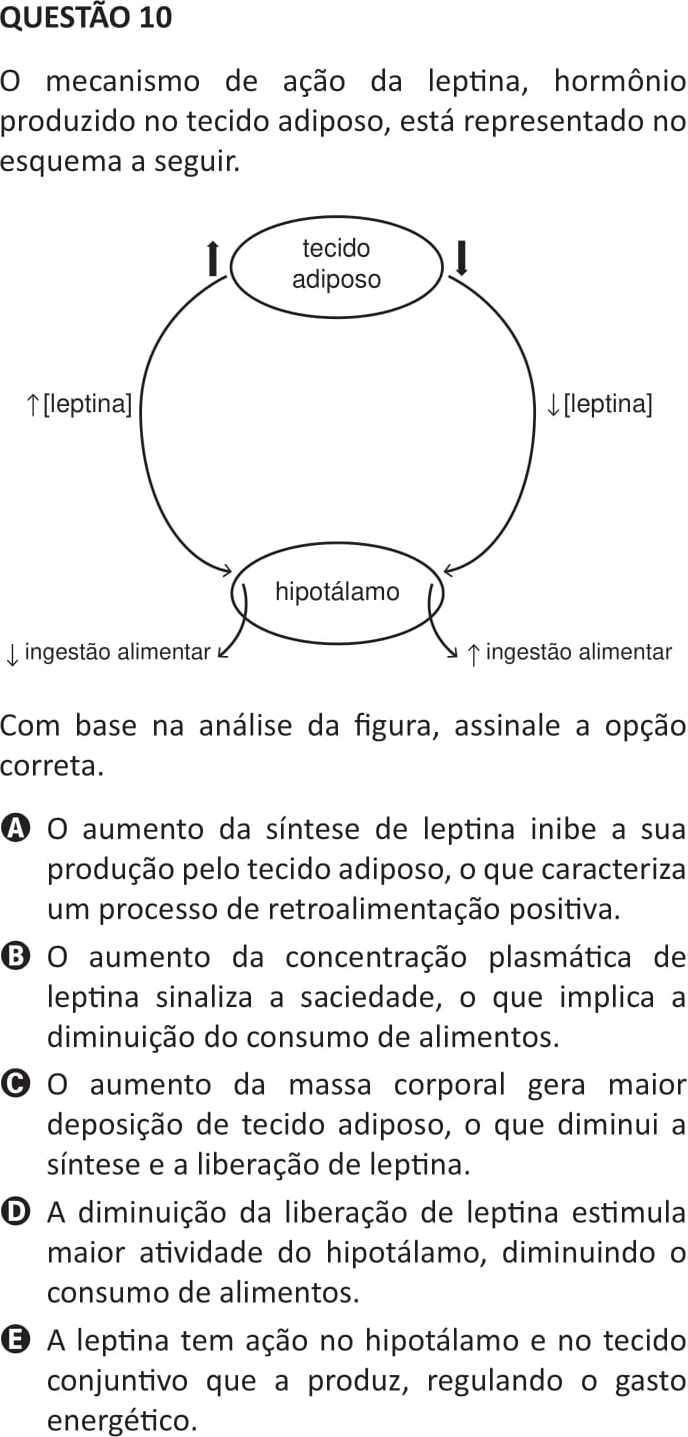 QUESTÃO 10
O mecanismo de ação da leptina, hormônio
produzido no tecido adiposo, está representado no
esquema a seguir.
tecido
adiposo
↑[leptina]
↓[leptina]
hipotálamo
↓ ingestão alimentar
↑ ingestão alimentar
Com base na análise da figura, assinale a opção
correta.
A O aumento da síntese de leptina inibe a sua
produção pelo tecido adiposo, o que caracteriza
um processo de retroalimentação positiva.
B O aumento da concentração plasmática de
leptina sinaliza a saciedade, o que implica a
diminuição do consumo de alimentos.
C O aumento da massa corporal gera maior
deposição de tecido adiposo, o que diminui a
síntese e a liberação de leptina.
D A diminuição da liberação de leptina estimula
maior atividade do hipotálamo, diminuindo o
consumo de alimentos.
E A leptina tem ação no hipotálamo e no tecido
conjuntivo que a produz, regulando o gasto
energético.